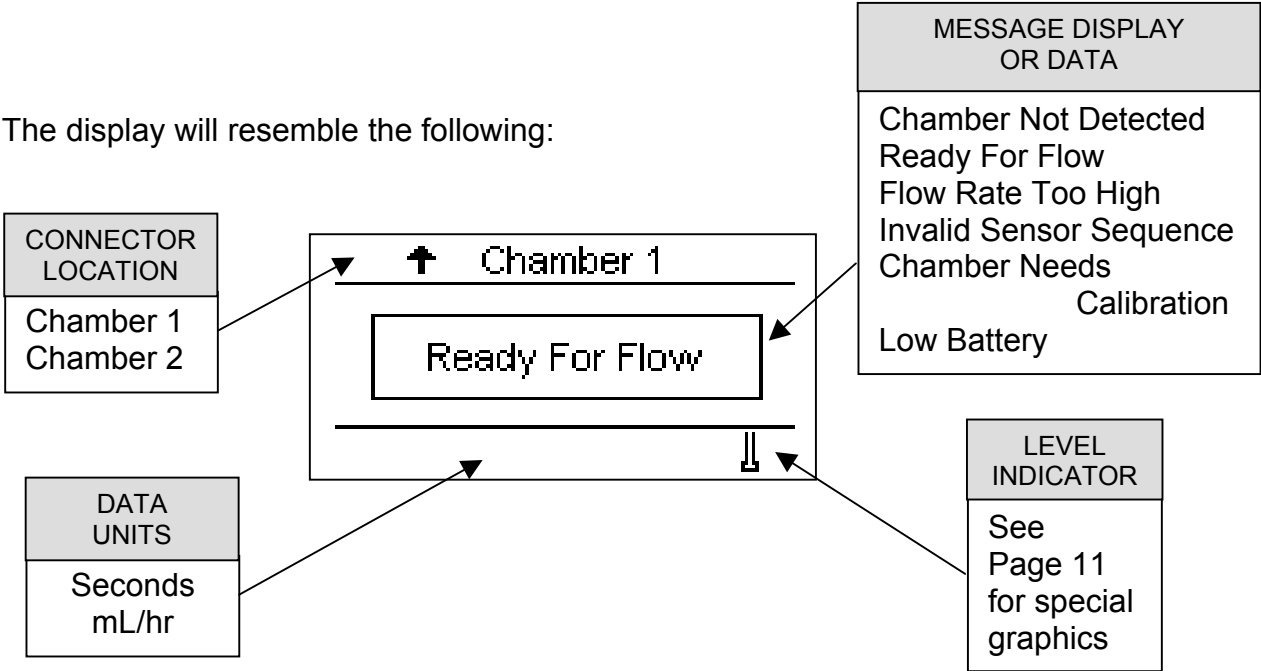 MESSAGE DISPLAY
OR DATA
Chamber Not Detected
Ready For Flow
Flow Rate Too High
Invalid Sensor Sequence
Chamber Needs
Calibration
Low Battery
The display will resemble the following:
CONNECTOR
LOCATION
Chamber 1
Chamber 2
Chamber 1
Ready For Flow
DATA
UNITS
Seconds
mL/hr
LEVEL
INDICATOR
See
Page 11
for special
graphics